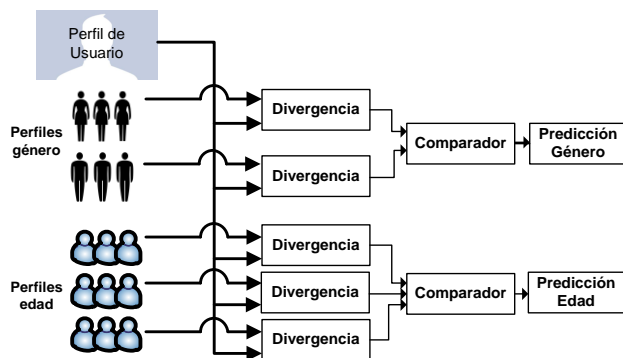 Perfil de
Usuario
Perfiles
género
Divergencia
Divergencia
Comparador
Predicción
Género
Perfiles
edad
Divergencia
Divergencia
Divergencia
Comparador
Predicción
Edad